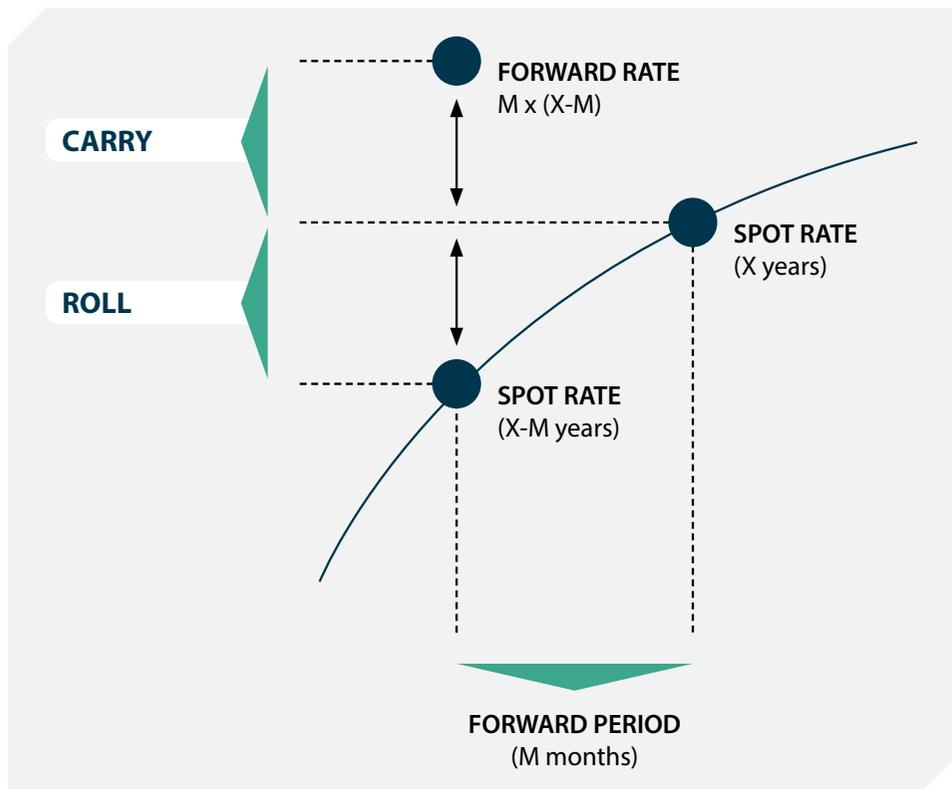 FORWARD RATE
M x (X-M)
CARRY
SPOT RATE
(X years)
ROLL
SPOT RATE
(X-M years)
FORWARD PERIOD
(M months)